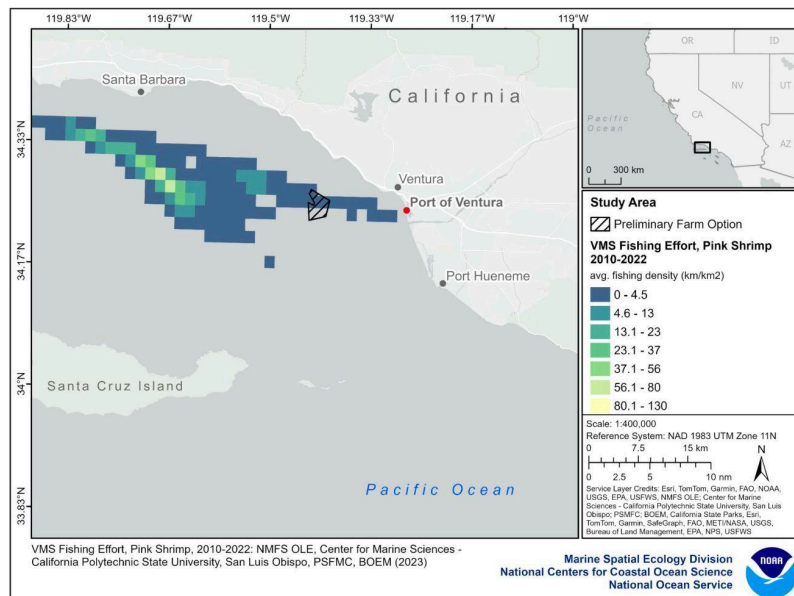 119.83°W 119.67°W 119.5°W 119.33°W 119.17°W 119°W
34.33°N
34.17°N
34°N
33.83°N
Santa Barbara
California
Ventura
Port of Ventura
Port Hueneme
Santa Cruz Island
Pacific Ocean
OR ID
NV UT
CA
AZ
Pacific
Ocean
0 300 km
Study Area
Preliminary Farm Option
VMS Fishing Effort, Pink Shrimp
2010-2022
avg. fishing density (km/km2)
0 - 4.5
4.6 - 13
13.1 - 23
23.1 - 37
37.1 - 56
56.1 - 80
80.1 - 130
Scale: 1:400,000
Reference System: NAD 1983 UTM Zone 11N
0 7.5 15 km
N
0 2.5 5 10 nm
Service Layer Credits: Esri, TomTom, Garmin, FAO, NOAA,
USGS, EPA, USFWS, NMFS OLE; Center for Marine
Sciences - California Polytechnic State University, San Luis
Obispo; PSMFC; BOEM, California State Parks, Esri,
TomTom, Garmin, SafeGraph, FAO, METI/NASA, USGS,
Bureau of Land Management, EPA, NPS, USFWS
VMS Fishing Effort, Pink Shrimp, 2010-2022: NMFS OLE, Center for Marine Sciences -
California Polytechnic State University, San Luis Obispo, PSFMC, BOEM (2023)
Marine Spatial Ecology Division
National Centers for Coastal Ocean Science
National Ocean Service
NOAA